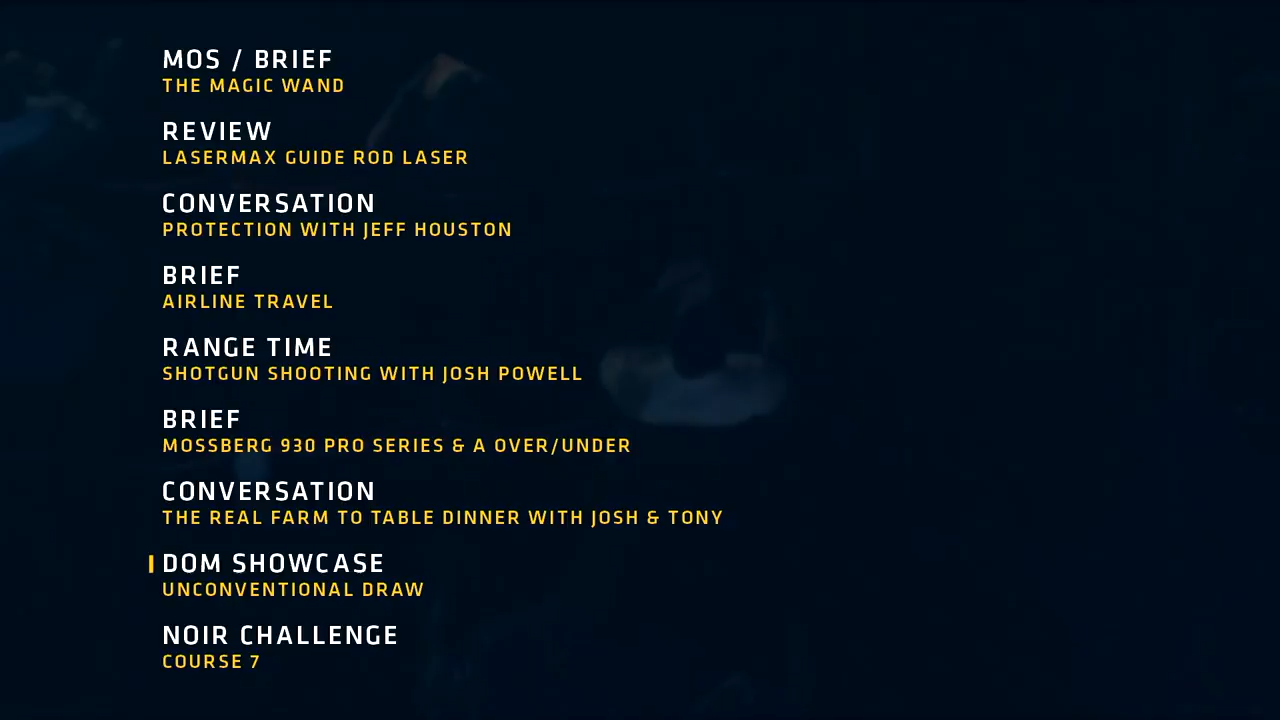 MOS / BRIEF
THE MAGIC WAND
REVIEW
LASERMAX GUIDE ROD LASER
CONVERSATION
PROTECTION WITH JEFF HOUSTON
BRIEF
AIRLINE TRAVEL
RANGE TIME
SHOTGUN SHOOTING WITH JOSH POWELL
BRIEF
MOSSBERG 930 PRO SERIES & A OVER/UNDER
CONVERSATION
THE REAL FARM TO TABLE DINNER WITH JOSH & TONY
DOM SHOWCASE
UNCONVENTIONAL DRAW
NOIR CHALLENGE
COURSE 7